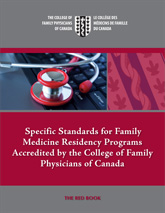 THE COLLEGE OF
FAMILY PHYSICIANS
OF CANADA
LE COLLÈGE DES
MÉDECINS DE FAMILLE
DU CANADA
Specific Standards for Family
Medicine Residency Programs
Accredited by the College of Family
Physicians of Canada
THE RED BOOK